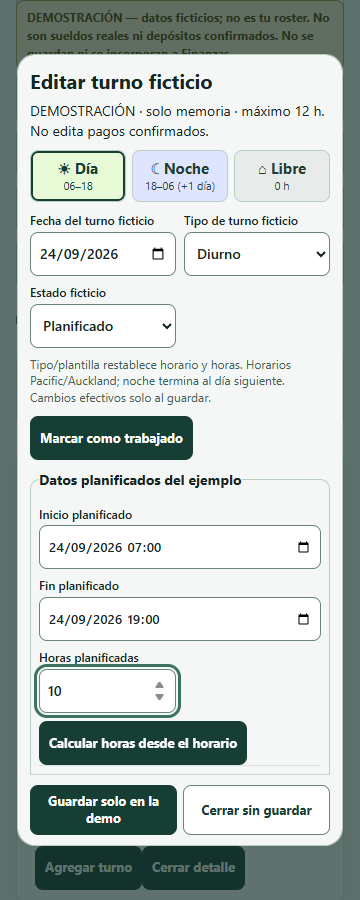 DEMOSTRACIÓN — datos ficticios; no es tu roster. No
son sueldos reales ni depósitos confirmados. No se
guardan ni se incorporan a Finanzas.
Editar turno ficticio
DEMOSTRACIÓN · solo memoria · máximo 12 h.
No edita pagos confirmados.
☀ Día
06–18
☾ Noche
18–06 (+1 día)
⌂ Libre
0 h
Fecha del turno ficticio
Tipo de turno ficticio
24/09/2026
Diurno
Estado ficticio
Planificado
Tipo/plantilla restablece horario y horas. Horarios
Pacific/Auckland; noche termina al día siguiente.
Cambios efectivos solo al guardar.
Marcar como trabajado
Datos planificados del ejemplo
Inicio planificado
24/09/2026 07:00
Fin planificado
24/09/2026 19:00
Horas planificadas
10
Calcular horas desde el horario
Guardar solo en la
demo
Cerrar sin guardar
Agregar turno
Cerrar detalle